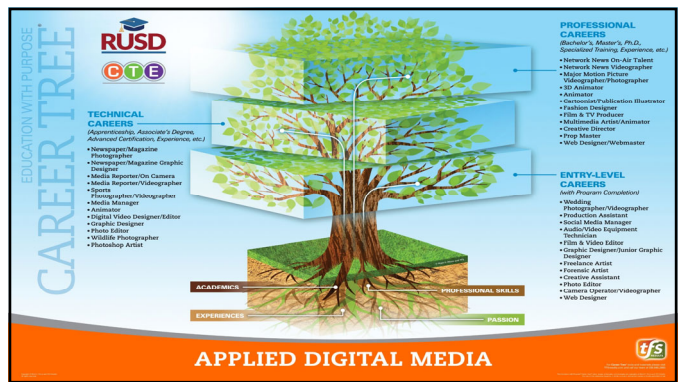 EDUCATION WITH PURPOSE
CAREER TREE
RUSD
CTE
TECHNICAL
CAREERS
(Apprenticeship, Associate's Degree,
Advanced Certification, Experience, etc.)
• Newspaper/Magazine
Photographer
• Newspaper/Magazine Graphic
Designer
• Media Reporter/On Camera
• Media Reporter/Videographer
• Sports
Photographer/Videographer
• Media Manager
• Animator
• Digital Video Designer/Editor
• Graphic Designer
• Photo Editor
• Wildlife Photographer
• Photoshop Artist
PROFESSIONAL
CAREERS
(Bachelor's, Master's, Ph.D.,
Specialized Training, Experience, etc.)
• Network News On-Air Talent
• Network News Videographer
• Major Motion Picture
Videographer/Photographer
• 3D Animator
• Animator
• Cartoonist/Publication Illustrator
• Fashion Designer
• Film & TV Producer
• Multimedia Artist/Animator
• Creative Director
• Prop Master
• Web Designer/Webmaster
ENTRY-LEVEL
CAREERS
(with Program Completion)
• Wedding
Photographer/Videographer
• Production Assistant
• Social Media Manager
• Audio/Video Equipment
Technician
• Film & Video Editor
• Graphic Designer/Junior Graphic
Designer
• Freelance Artist
• Forensic Artist
• Creative Assistant
• Photo Editor
• Camera Operator/Videographer
• Web Designer
ACADEMICS
PROFESSIONAL SKILLS
EXPERIENCES
PASSION
APPLIED DIGITAL MEDIA
tfs